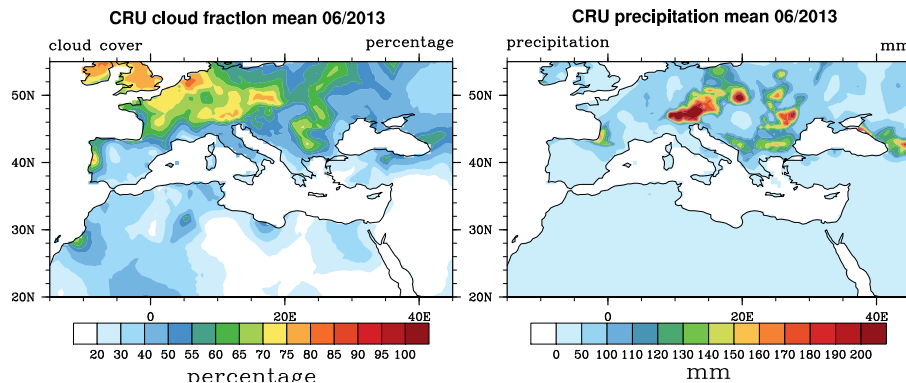 CRU cloud fraction mean 06/2013
cloud cover percentage
50N
40N
30N
20N
0 20E 40E
20 30 40 50 55 60 65 70 75 80 85 90 95 100
percentage
CRU precipitation mean 06/2013
precipitation mm
50N
40N
30N
20N
0 20E
0 50 100 110 120 130 140 150 160 170 180 190 200
mm